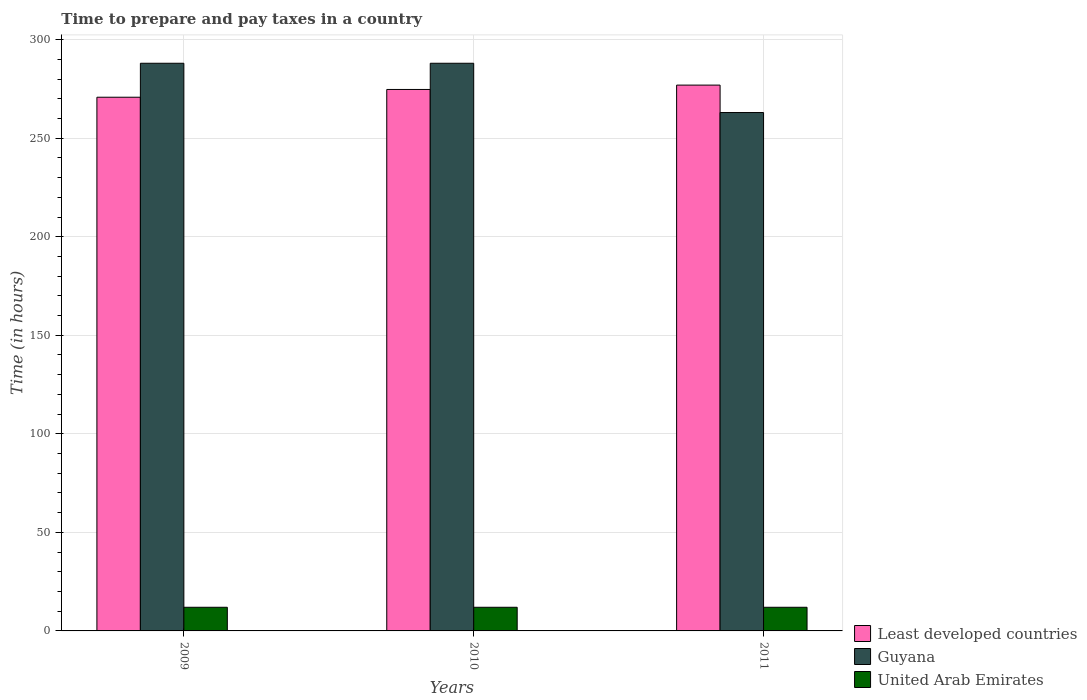 Time to prepare and pay taxes in a country
300
250
200
150
100
50
0
Time (in hours)
2009
2010
2011
Years
Least developed countries
Guyana
United Arab Emirates